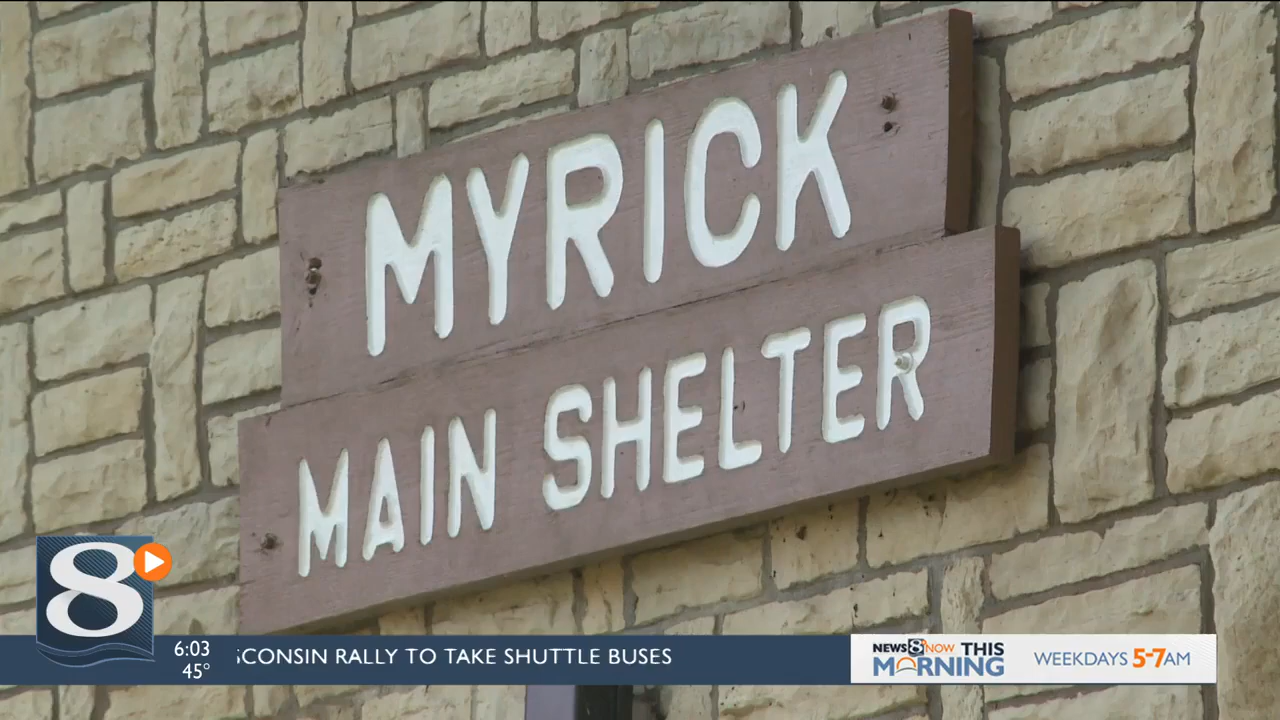 MYRICK
MAIN SHELTER
8
6:03
45°
CONSIN RALLY TO TAKE SHUTTLE BUSES
NEWS 8 NOW THIS
MORNING
WEEKDAYS 5-7AM